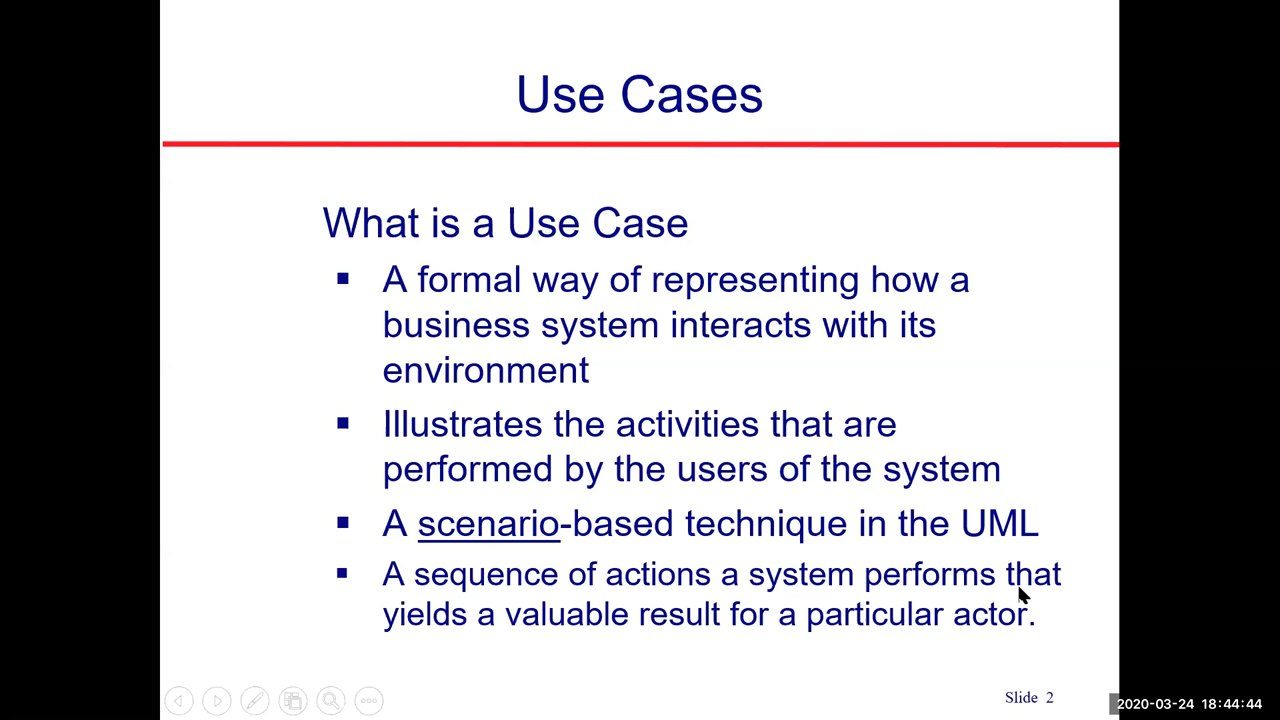 Use Cases
What is a Use Case
▪ A formal way of representing how a
business system interacts with its
environment
▪ Illustrates the activities that are
performed by the users of the system
▪ A scenario-based technique in the UML
▪ A sequence of actions a system performs that
yields a valuable result for a particular actor.
Slide 2
2020-03-24 18:44:44